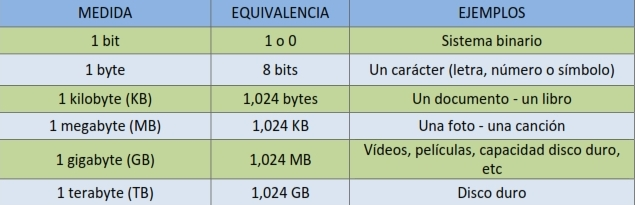 MEDIDA EQUIVALENCIA EJEMPLOS
1 bit 1 o 0 Sistema binario
1 byte 8 bits Un carácter (letra, número o símbolo)
1 kilobyte (KB) 1,024 bytes Un documento - un libro
1 megabyte (MB) 1,024 KB Una foto - una canción
1 gigabyte (GB) 1,024 MB Vídeos, películas, capacidad disco duro,
etc
1 terabyte (TB) 1,024 GB Disco duro